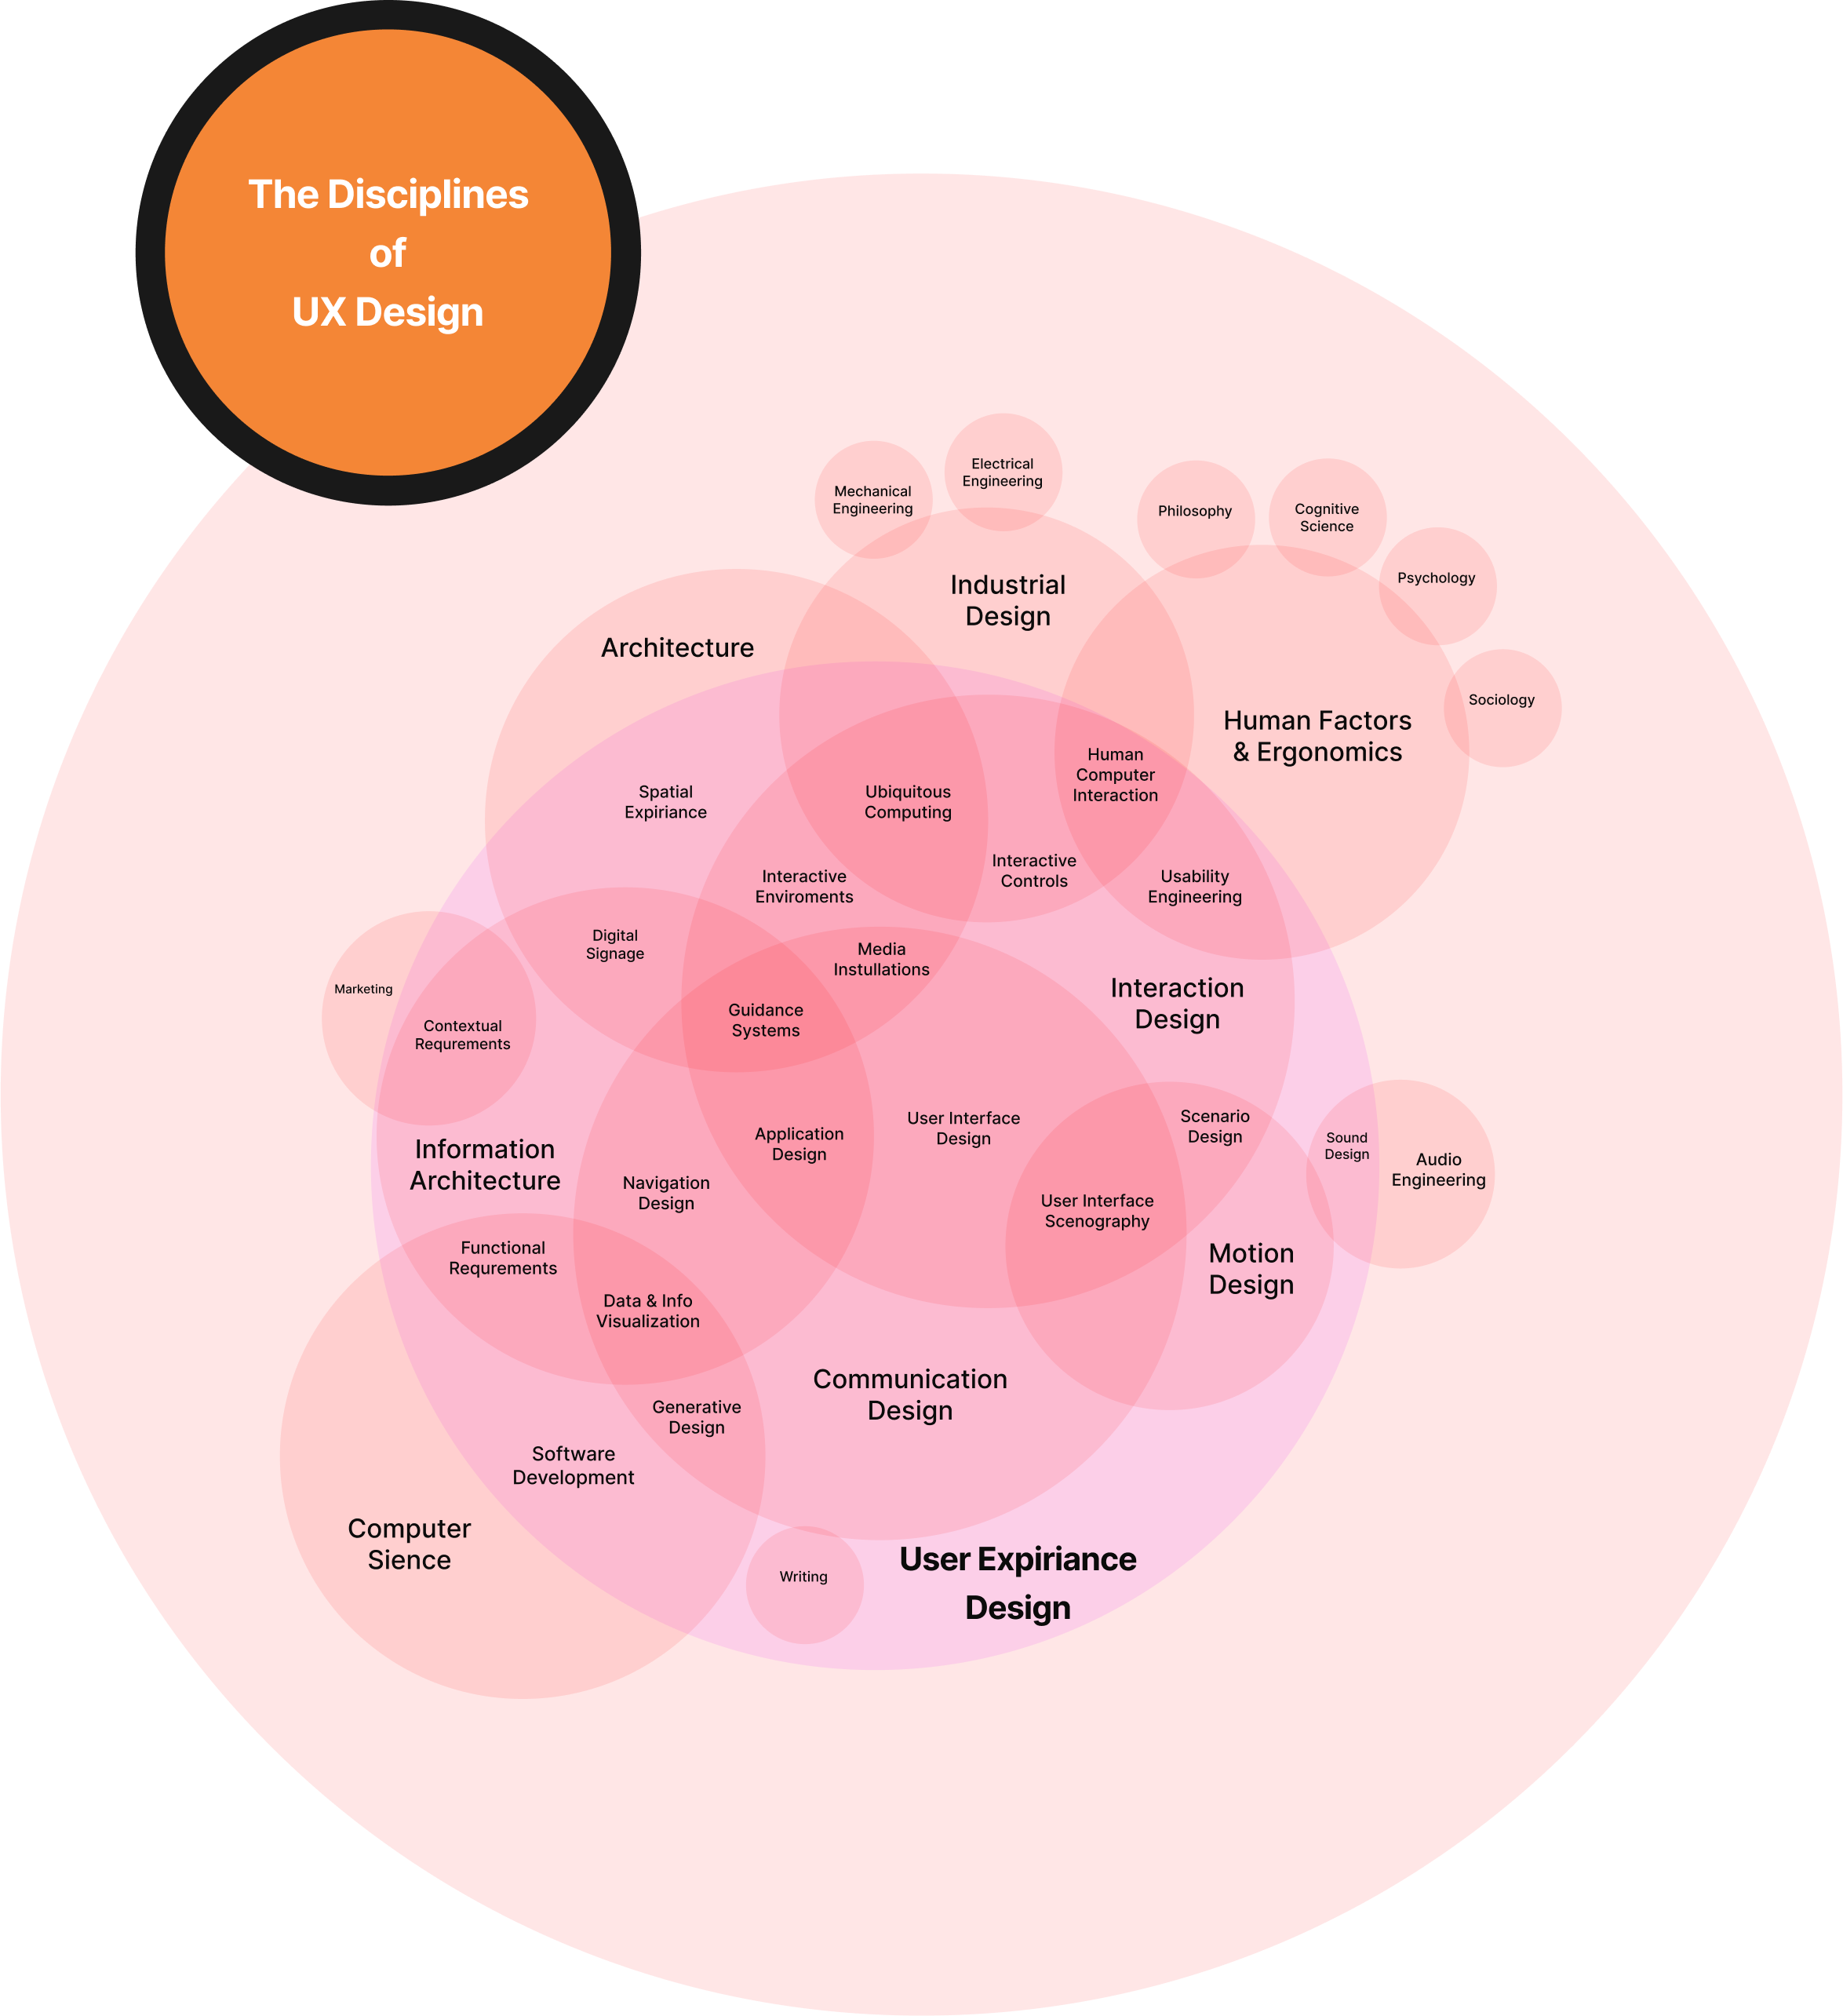 The Disciplines
of
UX Design
Electrical
Engineering
Mechanical
Engineering
Philosophy
Cognitive
Science
Psychology
Sociology
Industrial
Design
Architecture
Human Factors
& Ergonomics
Human
Computer
Interaction
Spatial
Expiriance
Ubiquitous
Computing
Interactive
Controls
Interactive
Enviroments
Usability
Engineering
Digital
Signage
Media
Instullations
Marketing
Contextual
Requrements
Guidance
Systems
Interaction
Design
User Interface
Design
Scenario
Design
Sound
Design
Audio
Engineering
Application
Design
Information
Architecture
Navigation
Design
User Interface
Scenography
Functional
Requrements
Motion
Design
Data & Info
Visualization
Communication
Design
Generative
Design
Software
Development
Computer
Sience
Writing
User Expiriance
Design